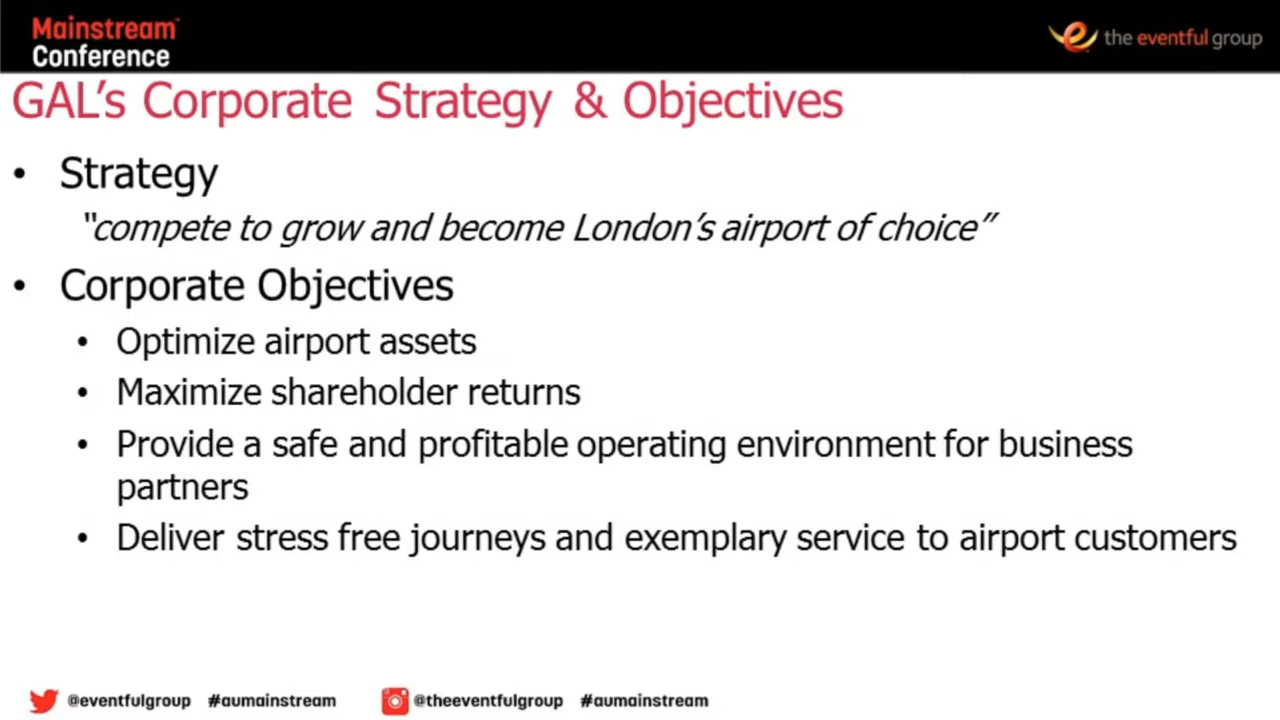 Mainstream™
Conference
the eventful group
GAL’s Corporate Strategy & Objectives
• Strategy
“compete to grow and become London’s airport of choice”
• Corporate Objectives
• Optimize airport assets
• Maximize shareholder returns
• Provide a safe and profitable operating environment for business
partners
• Deliver stress free journeys and exemplary service to airport customers
@eventfulgroup #aumainstream @theeventfulgroup #aumainstream